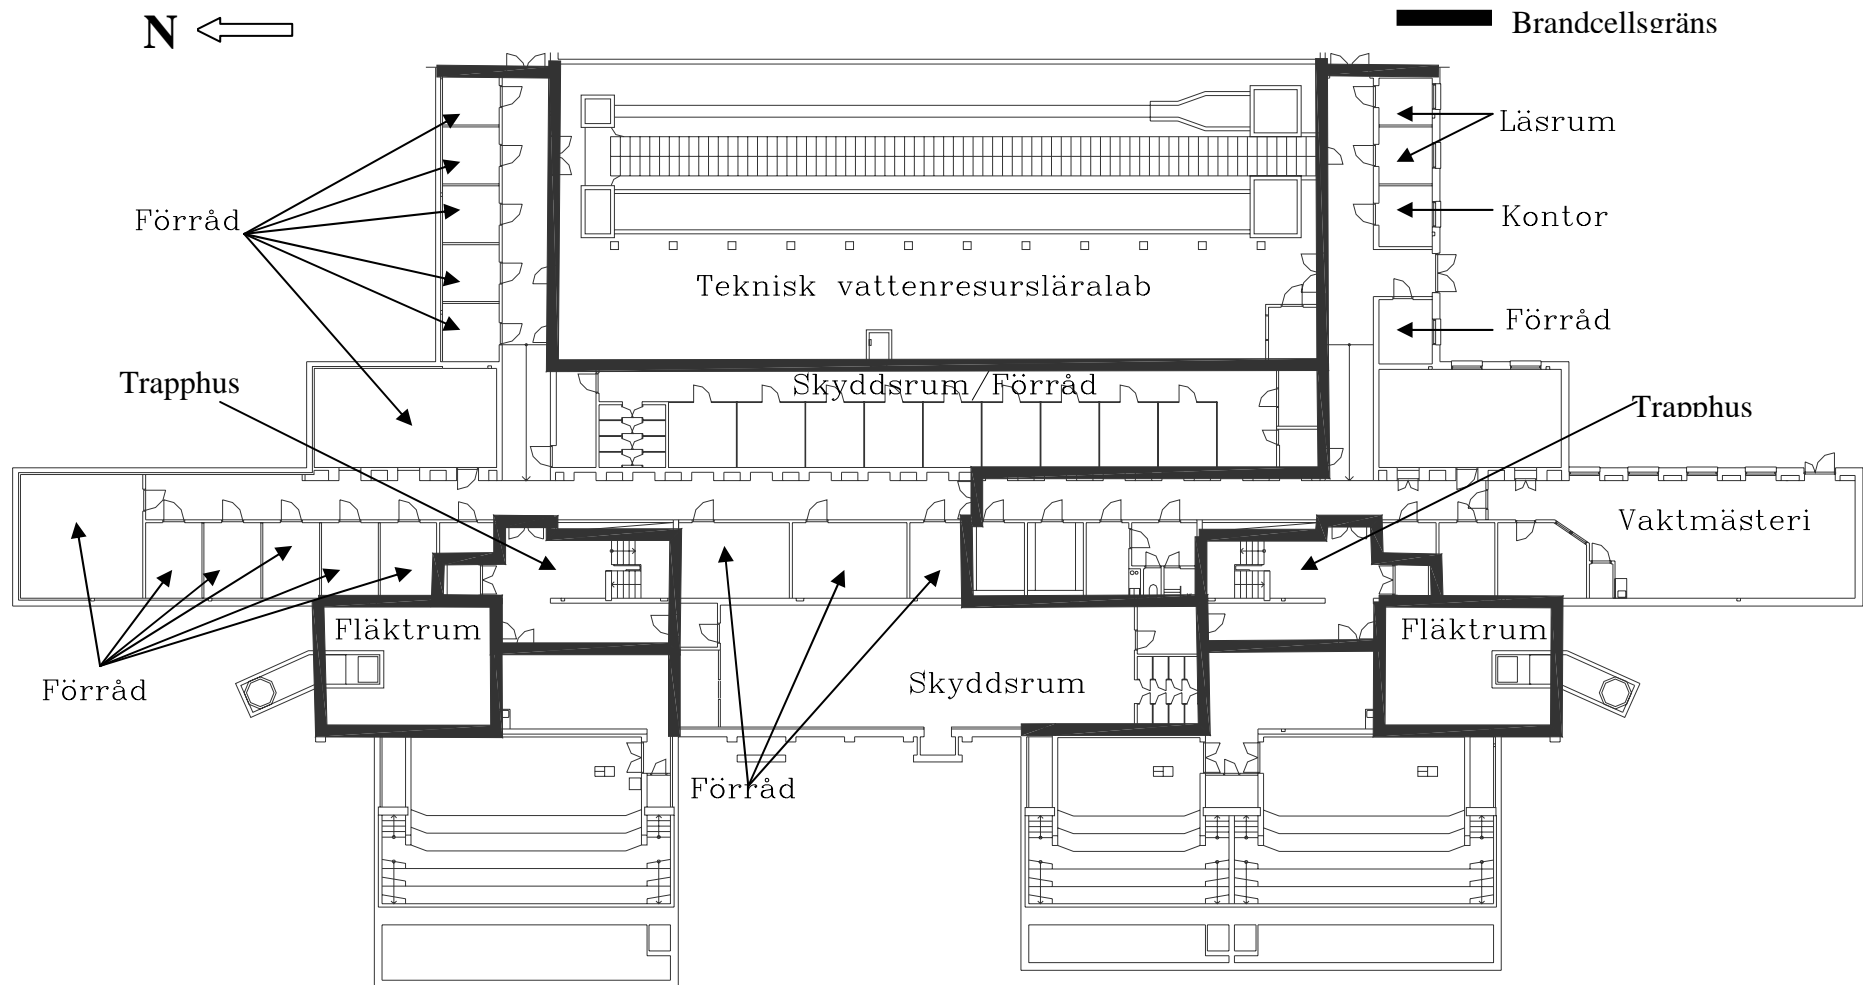 N
Brandcellsgräns
Läsrum
Förråd
Kontor
Teknisk vattenresursläralab
Förråd
Trapphus
Skyddsrum/Förråd
Trapphus
Vaktmästeri
Fläktrum
Fläktrum
Förråd
Skyddsrum
Förråd